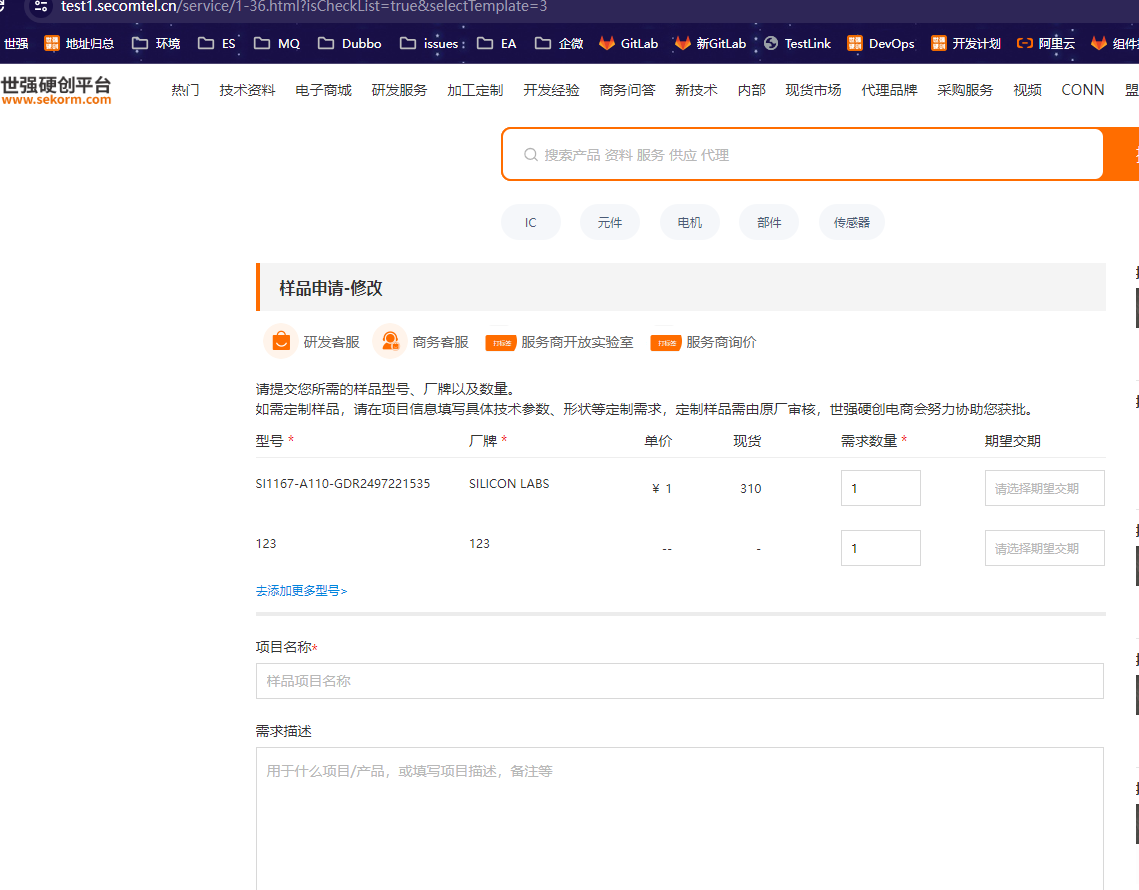 test1.secomtel.cn/service/1-36.html?isCheckList=true&selectTemplate=3
世强 地址归总 环境 ES MQ Dubbo issues EA 企微 GitLab 新GitLab TestLink DevOps 开发计划 阿里云
世强硬创平台
www.sekorm.com
热门 技术资料 电子商城 研发服务 加工定制 开发经验 商务问答 新技术 内部 现货市场 代理品牌 采购服务 视频 CONN
搜索产品 资料 服务 供应 代理
IC 元件 电机 部件 传感器
样品申请-修改
研发客服 商务客服 打标签 服务商开放实验室 打标签 服务商询价
请提交您所需的样品型号、厂牌以及数量。
如需定制样品，请在项目信息填写具体技术参数、形状等定制需求，定制样品需由原厂审核，世强硬创电商会努力协助您获批。
型号 * 厂牌 * 单价 现货 需求数量 * 期望交期
SI1167-A110-GDR2497221535 SILICON LABS ¥ 1 310 1 请选择期望交期
123 123 -- - 1 请选择期望交期
去添加更多型号>
项目名称*
样品项目名称
需求描述
用于什么项目/产品，或填写项目描述，备注等